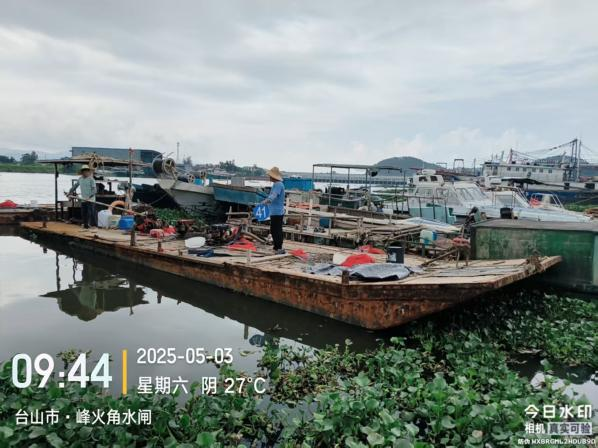 41
09:44
2025-05-03
星期六 阴 27℃
台山市·峰火角水闸
今日水印
相机 真实可验